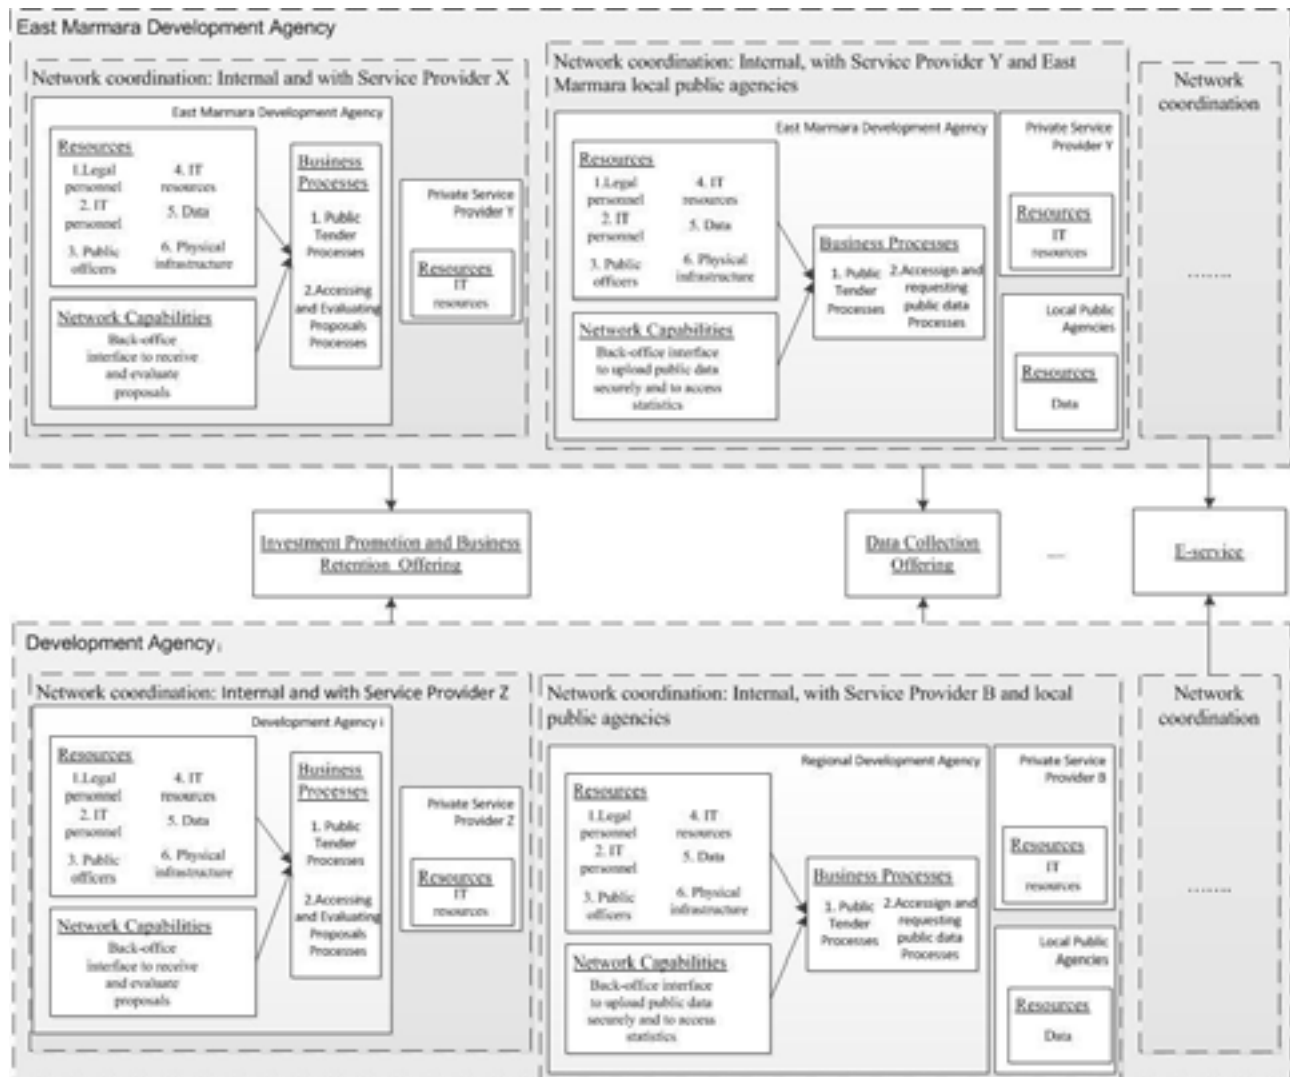 East Marmara Development Agency
Network coordination: Internal and with Service Provider X
East Marmara Development Agency
Resources
1.Legal
personnel
2. IT
personnel
3. Public
officers
4. IT
resources
5. Data
6. Physical
infrastructure
Network Capabilities
Back-office
interface to receive
and evaluate
proposals
Business
Processes
1. Public
Tender
Processes
2.Accessing
and Evaluating
Proposals
Processes
Private Service
Provider Y
Resources
IT
resources
Network coordination: Internal, with Service Provider Y and East
Marmara local public agencies
East Marmara Development Agency
Resources
1.Legal
personnel
2. IT
personnel
3. Public
officers
4. IT
resources
5. Data
6. Physical
infrastructure
Network Capabilities
Back-office interface
to upload public data
securely and to access
statistics
Business Processes
1. Public
Tender
Processes
2.Accessign and
requesting
public data
Processes
Private Service
Provider Y
Resources
IT
resources
Local Public
Agencies
Resources
Data
Network
coordination
........
Investment Promotion and Business
Retention Offering
Data Collection
Offering
....
E-service
Development Agency i
Network coordination: Internal and with Service Provider Z
Development Agency i
Resources
1.Legal
personnel
2. IT
personnel
3. Public
officers
4. IT
resources
5. Data
6. Physical
infrastructure
Network Capabilities
Back-office
interface to receive
and evaluate
proposals
Business
Processes
1. Public
Tender
Processes
2.Accessing
and Evaluating
Proposals
Processes
Private Service
Provider Z
Resources
IT
resources
Network coordination: Internal, with Service Provider B and local
public agencies
Regional Development Agency
Resources
1.Legal
personnel
2. IT
personnel
3. Public
officers
4. IT
resources
5. Data
6. Physical
infrastructure
Network Capabilities
Back-office interface
to upload public data
securely and to access
statistics
Business Processes
1. Public
Tender
Processes
2.Accessign and
requesting
public data
Processes
Private Service
Provider B
Resources
IT
resources
Local Public
Agencies
Resources
Data
Network
coordination
........